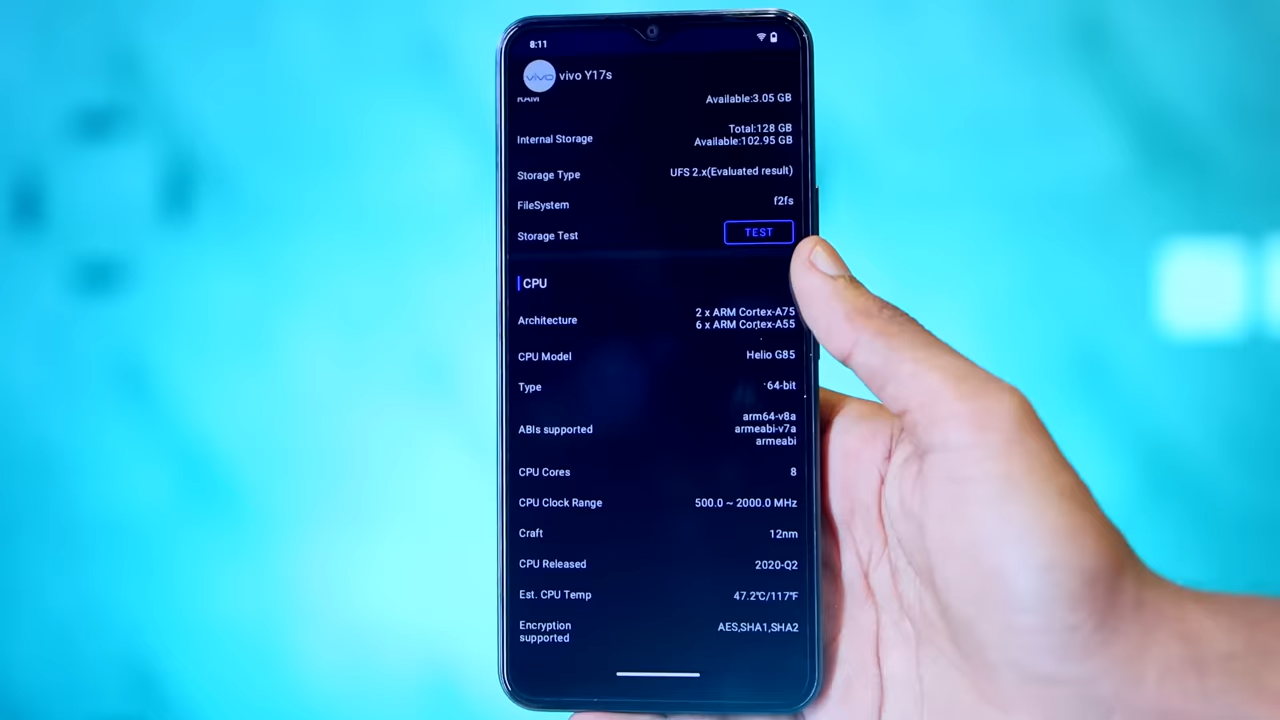 8:11
vivo vivo Y17s
RAM Available:3.05 GB
Internal Storage Total:128 GB
Available:102.95 GB
Storage Type UFS 2.x(Evaluated result)
FileSystem f2fs
Storage Test TEST
CPU
Architecture 2 x ARM Cortex-A75
6 x ARM Cortex-A55
CPU Model Helio G85
Type 64-bit
ABIs supported arm64-v8a
armeabi-v7a
armeabi
CPU Cores 8
CPU Clock Range 500.0 ~ 2000.0 MHz
Craft 12nm
CPU Released 2020-Q2
Est. CPU Temp 47.2℃/117℉
Encryption AES,SHA1,SHA2
supported